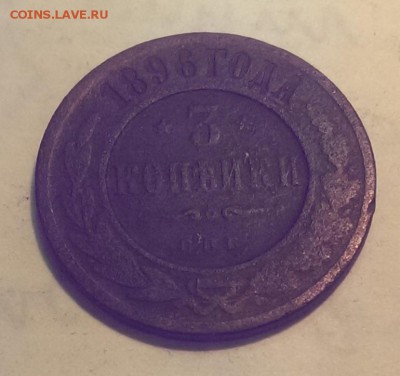 COINS.LAVE.RU
1896 ГОДА
3
КОПѢЙКИ
С.П.Б.